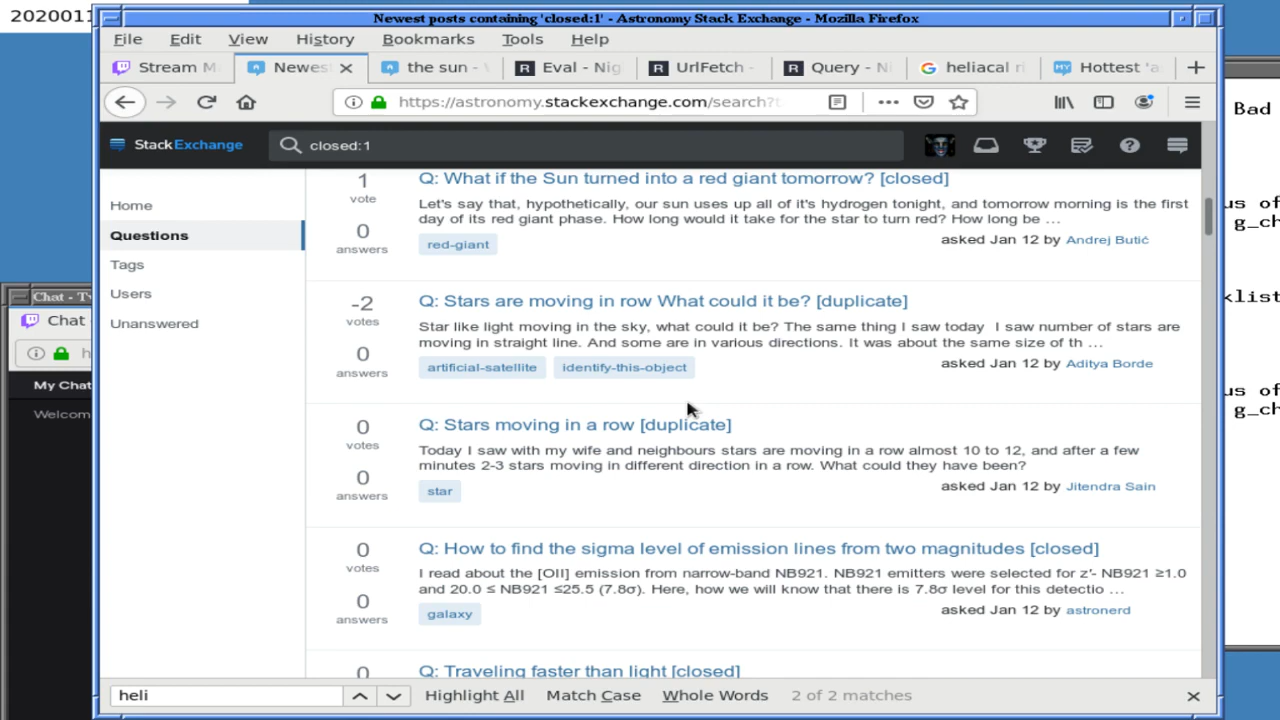 2020011
Newest posts containing 'closed:1' - Astronomy Stack Exchange - Mozilla Firefox
File Edit View History Bookmarks Tools Help
Stream M Newes the sun - Eval - Nig UrlFetch - Query - N heliacal ri Hottest 'a
https://astronomy.stackexchange.com/search?t
StackExchange closed:1
Home
Questions
Tags
Users
Unanswered
1
vote
0
answers
Q: What if the Sun turned into a red giant tomorrow? [closed]
Let's say that, hypothetically, our sun uses up all of it's hydrogen tonight, and tomorrow morning is the first
day of its red giant phase. How long would it take for the star to turn red? How long be ...
red-giant
asked Jan 12 by Andrej Butić
-2
votes
0
answers
Q: Stars are moving in row What could it be? [duplicate]
Star like light moving in the sky, what could it be? The same thing I saw today I saw number of stars are
moving in straight line. And some are in various directions. It was about the same size of th ...
artificial-satellite identify-this-object
asked Jan 12 by Aditya Borde
0
votes
0
answers
Q: Stars moving in a row [duplicate]
Today I saw with my wife and neighbours stars are moving in a row almost 10 to 12, and after a few
minutes 2-3 stars moving in different direction in a row. What could they have been?
star
asked Jan 12 by Jitendra Sain
0
votes
0
answers
Q: How to find the sigma level of emission lines from two magnitudes [closed]
I read about the [OII] emission from narrow-band NB921. NB921 emitters were selected for z'- NB921 ≥1.0
and 20.0 ≤ NB921 ≤25.5 (7.8σ). Here, how we will know that there is 7.8σ level for this detectio ...
galaxy
asked Jan 12 by astronerd
0
Q: Traveling faster than light [closed]
heli Highlight All Match Case Whole Words 2 of 2 matches
Chat - Tw
Chat
h
My Chat
Welcom
Bad
us of
g_ch
klist
us of
g_ch